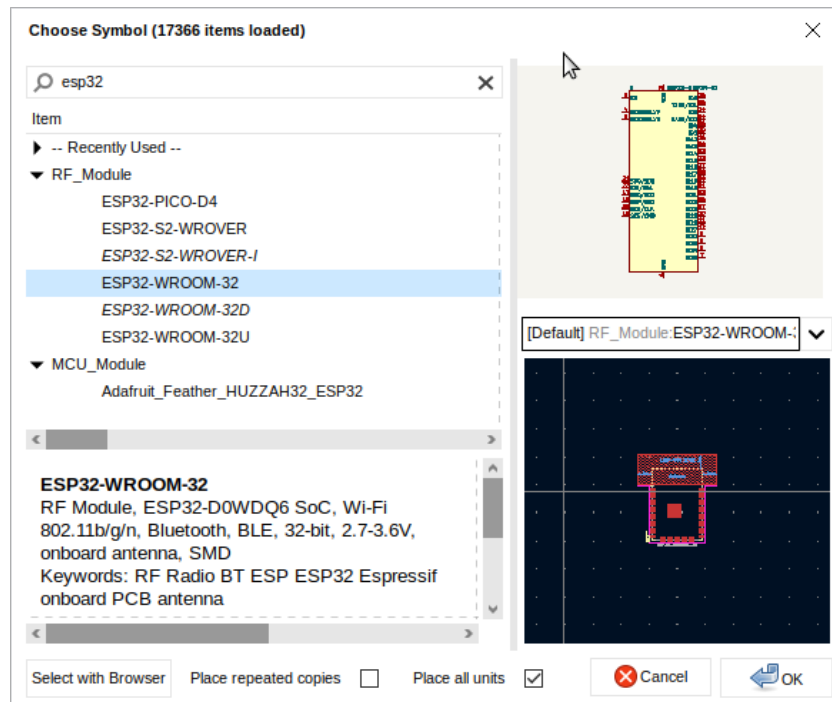 Choose Symbol (17366 items loaded)
esp32
Item
-- Recently Used --
RF_Module
ESP32-PICO-D4
ESP32-S2-WROVER
ESP32-S2-WROVER-I
ESP32-WROOM-32
ESP32-WROOM-32D
ESP32-WROOM-32U
MCU_Module
Adafruit_Feather_HUZZAH32_ESP32
ESP32-WROOM-32
RF Module, ESP32-D0WDQ6 SoC, Wi-Fi
802.11b/g/n, Bluetooth, BLE, 32-bit, 2.7-3.6V,
onboard antenna, SMD
Keywords: RF Radio BT ESP ESP32 Espressif
onboard PCB antenna
[Default] RF_Module:ESP32-WROOM-
Select with Browser
Place repeated copies
Place all units
Cancel
OK